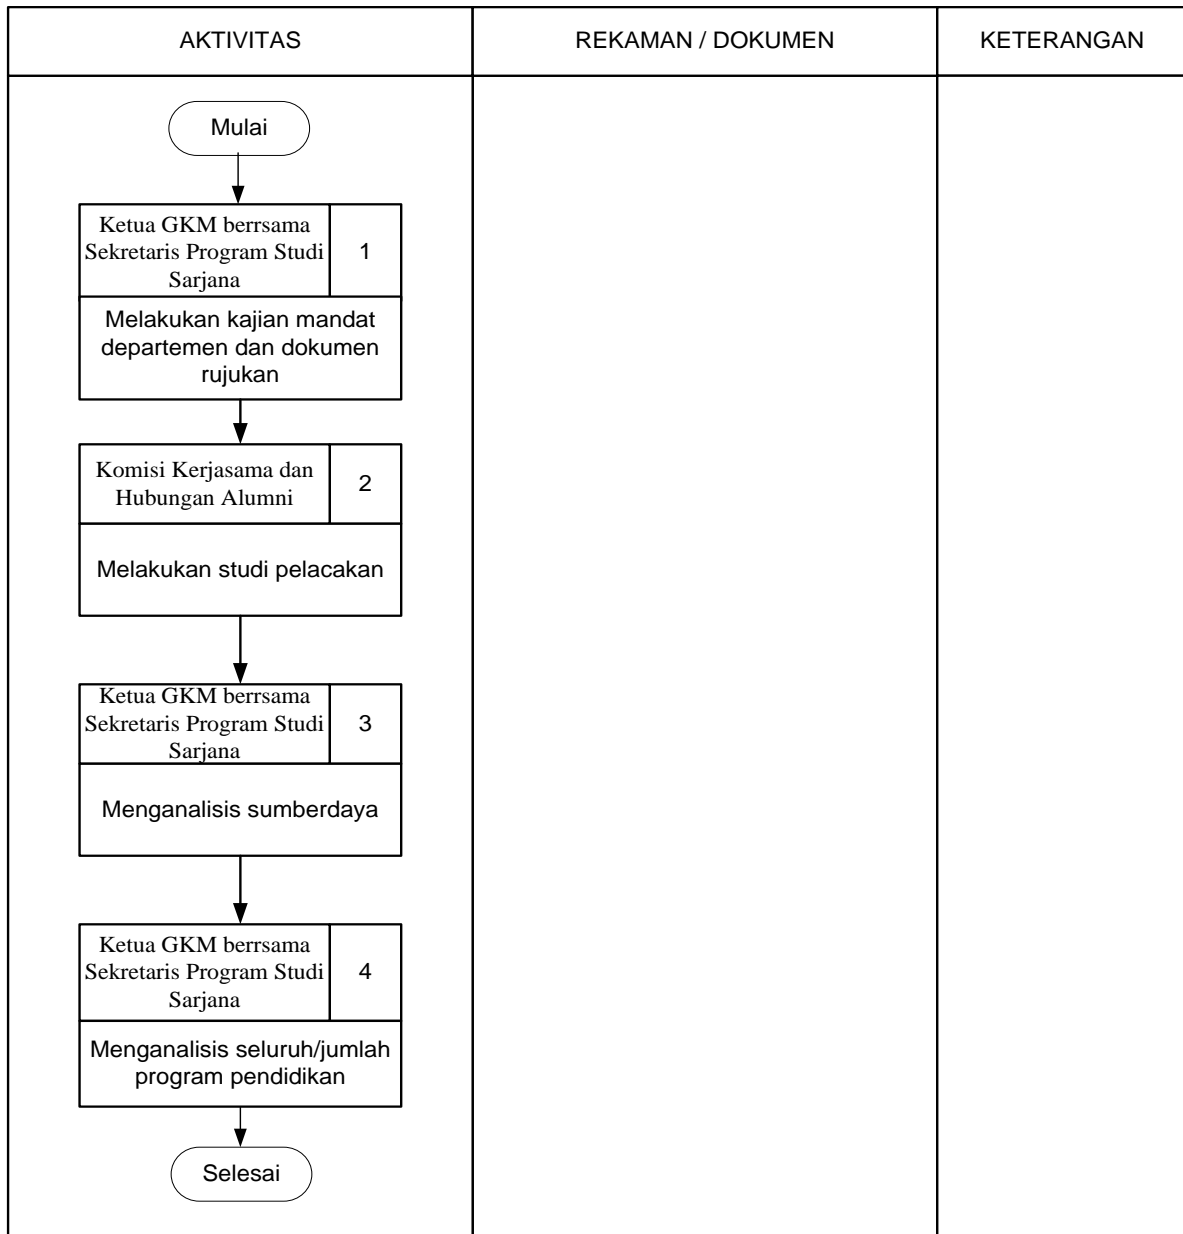 AKTIVITAS
REKAMAN / DOKUMEN
KETERANGAN
Mulai
Ketua GKM berrsama
Sekretaris Program Studi
Sarjana
1
Melakukan kajian mandat
departemen dan dokumen
rujukan
Komisi Kerjasama dan
Hubungan Alumni
2
Melakukan studi pelacakan
Ketua GKM berrsama
Sekretaris Program Studi
Sarjana
3
Menganalisis sumberdaya
Ketua GKM berrsama
Sekretaris Program Studi
Sarjana
4
Menganalisis seluruh/jumlah
program pendidikan
Selesai